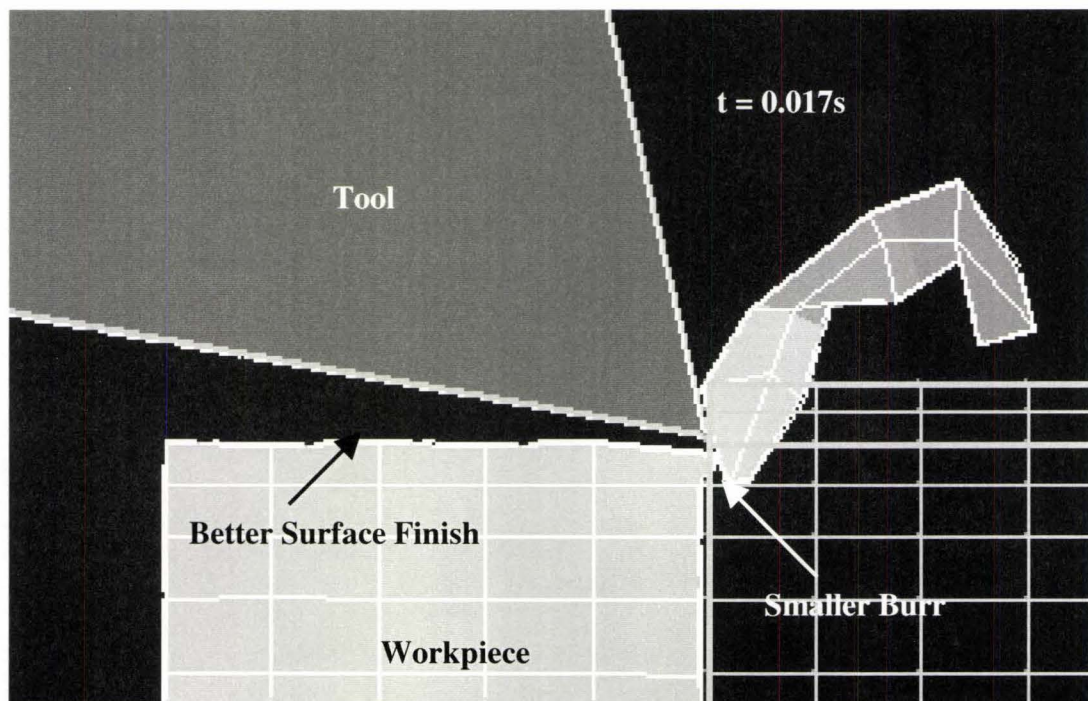 t = 0.017s
Tool
Better Surface Finish
Smaller Burr
Workpiece